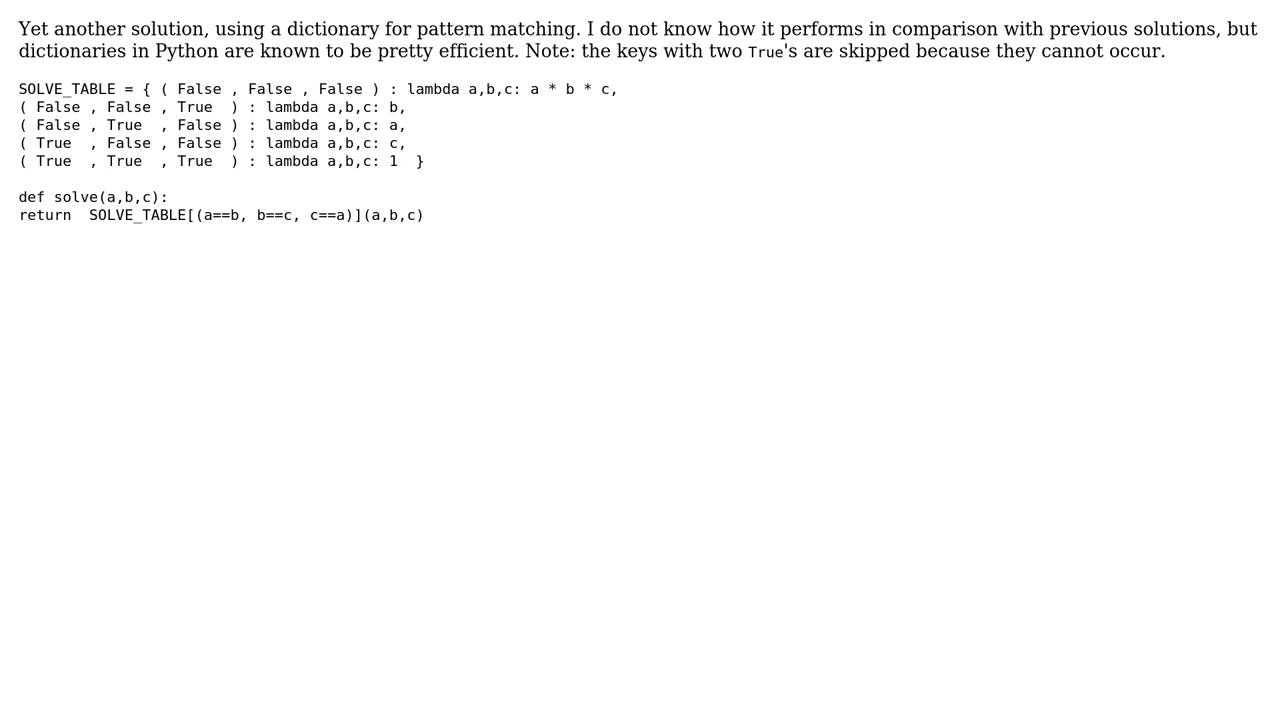 Yet another solution, using a dictionary for pattern matching. I do not know how it performs in comparison with previous solutions, but
dictionaries in Python are known to be pretty efficient. Note: the keys with two True's are skipped because they cannot occur.
SOLVE_TABLE = { ( False , False , False ) : lambda a,b,c: a * b * c,
( False , False , True  ) : lambda a,b,c: b,
( False , True  , False ) : lambda a,b,c: a,
( True  , False , False ) : lambda a,b,c: c,
( True  , True  , True  ) : lambda a,b,c: 1  }
def solve(a,b,c):
return  SOLVE_TABLE[(a==b, b==c, c==a)](a,b,c)